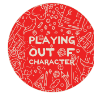 PLAYING
OUT OF
CHARACTER